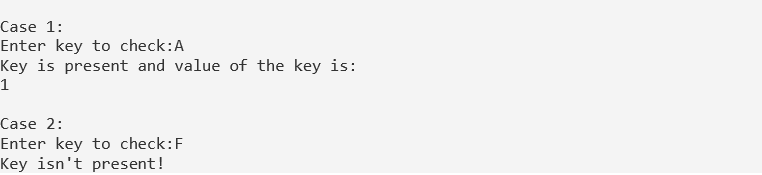 Case 1:
Enter key to check:A
Key is present and value of the key is:
1
Case 2:
Enter key to check:F
Key isn't present!